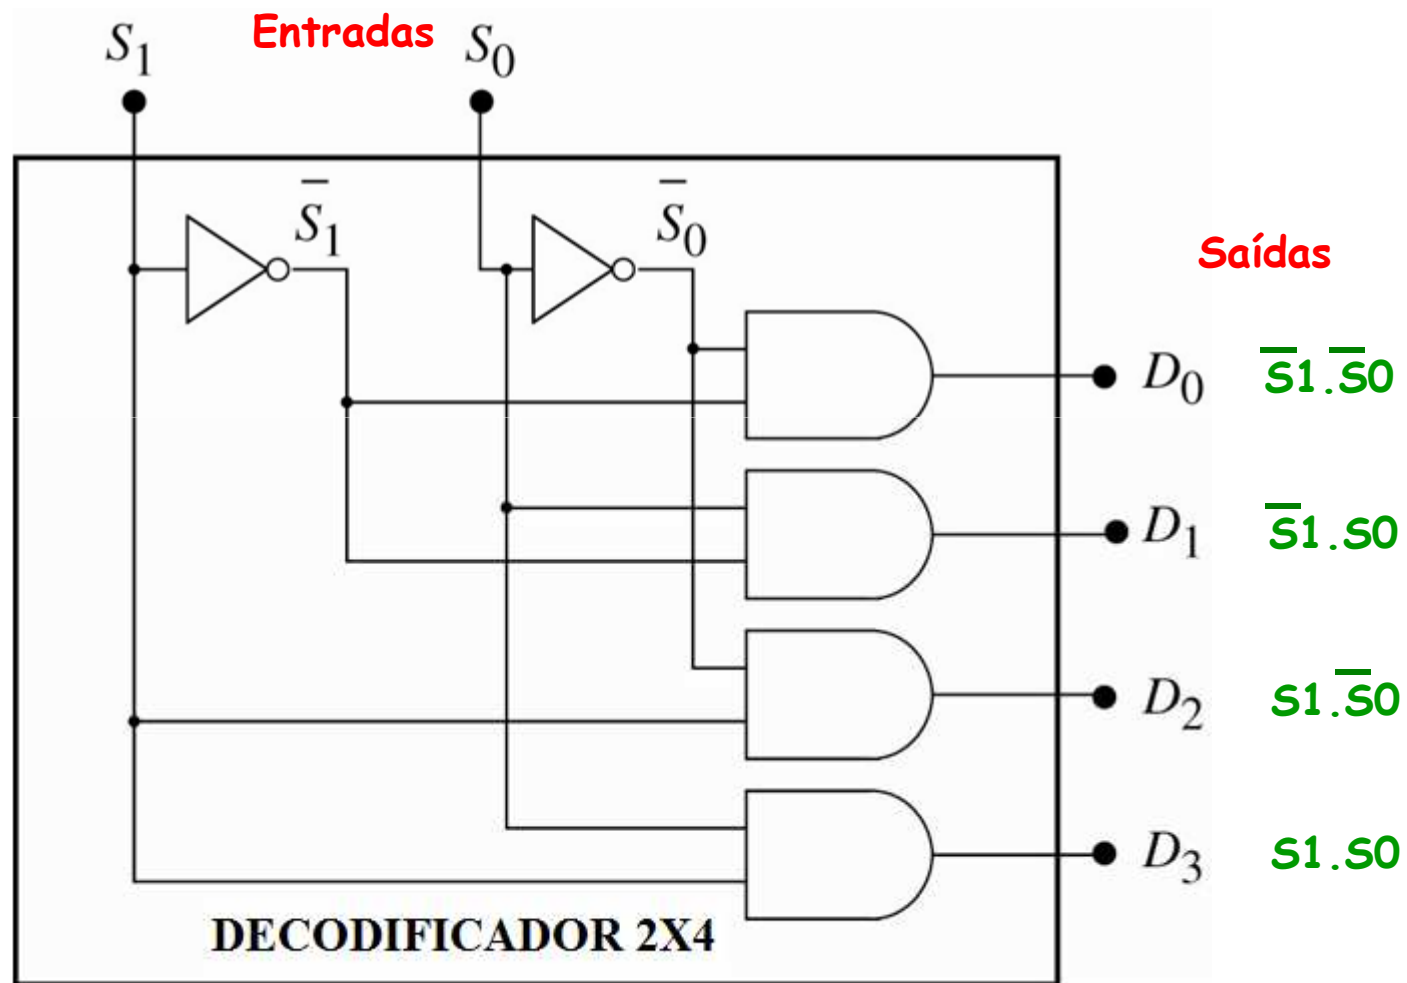 S₁ Entradas S₀
S̅₁ S̅₀
Saídas
D₀ S̅1.S̅0
D₁ S̅1.S0
D₂ S1.S̅0
D₃ S1.S0
DECODIFICADOR 2X4